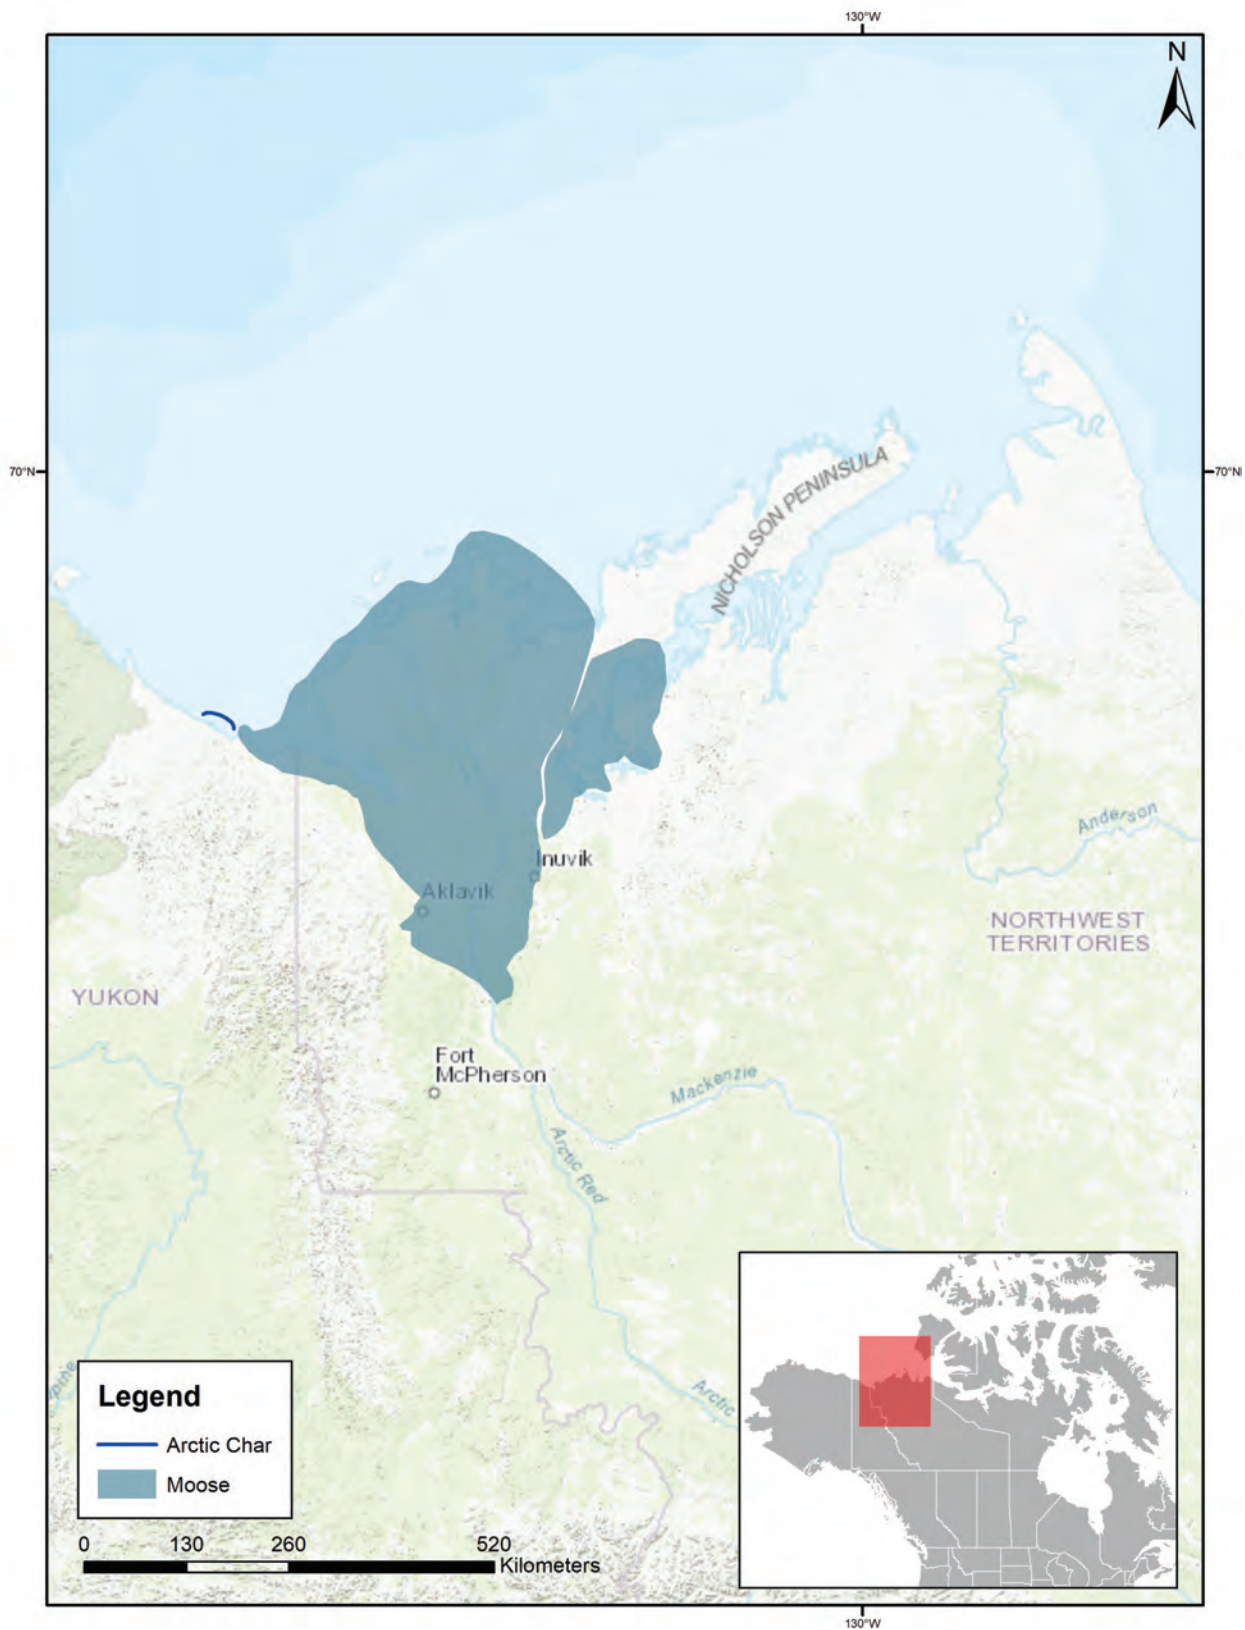 130°W
N
70°N
70°N
NICHOLSON PENINSULA
Anderson
Inuvik
Aklavik
NORTHWEST
TERRITORIES
YUKON
Fort
McPherson
Mackenzie
Arctic Red
Arctic
Legend
Arctic Char
Moose
0 130 260 520
Kilometers
130°W